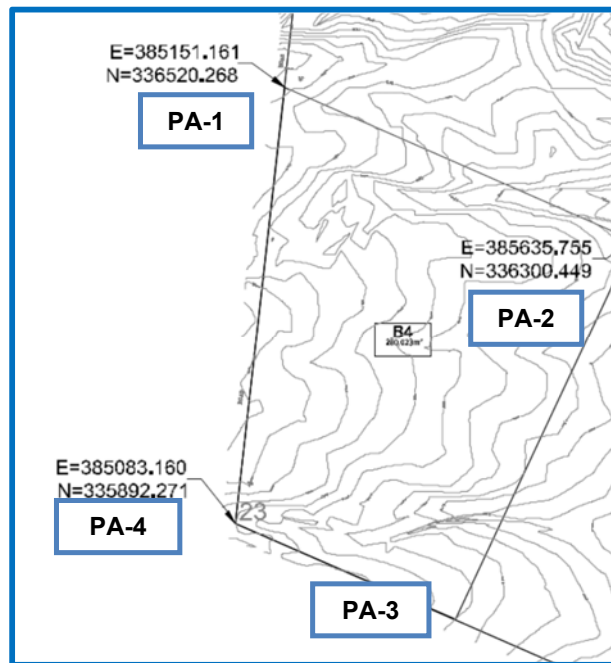 E=385151.161
N=336520.268
PA-1
E=385635.755
N=336300.449
PA-2
B4
E=385083.160
N=335892.271
23
PA-4
PA-3